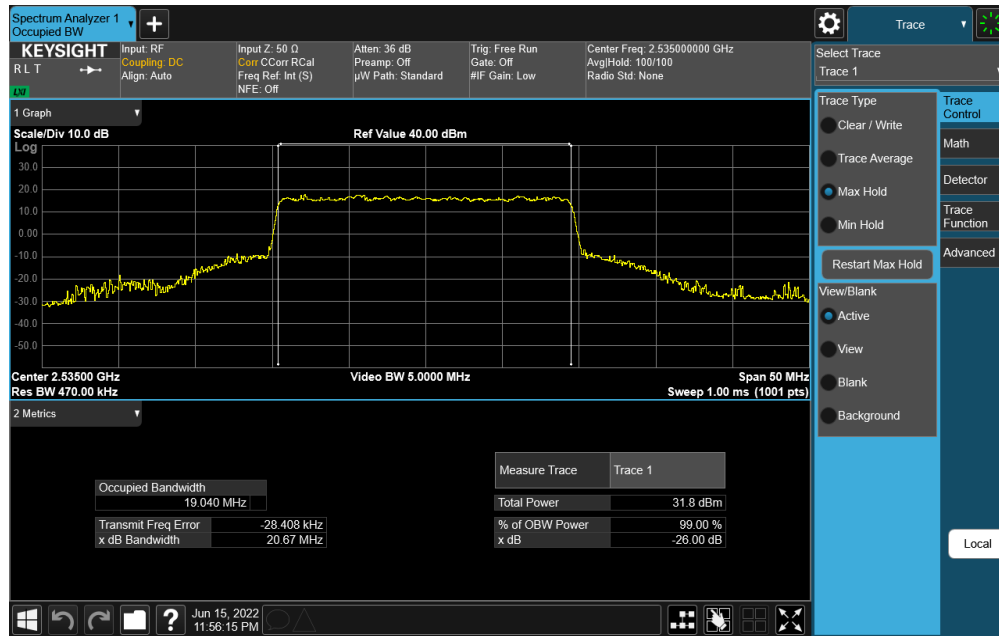 Spectrum Analyzer 1
Occupied BW
+
Trace
KEYSIGHT
R L T
LXI
Input: RF
Coupling: DC
Align: Auto
Input Z: 50 Ω
Corr CCorr RCal
Freq Ref: Int (S)
NFE: Off
Atten: 36 dB
Preamp: Off
µW Path: Standard
Trig: Free Run
Gate: Off
#IF Gain: Low
Center Freq: 2.535000000 GHz
Avg|Hold: 100/100
Radio Std: None
1 Graph
Scale/Div 10.0 dB
Ref Value 40.00 dBm
Log
30.0
20.0
10.0
0.00
-10.0
-20.0
-30.0
-40.0
-50.0
Center 2.53500 GHz
Video BW 5.0000 MHz
Span 50 MHz
Res BW 470.00 kHz
Sweep 1.00 ms (1001 pts)
2 Metrics
Occupied Bandwidth
19.040 MHz
Transmit Freq Error -28.408 kHz
x dB Bandwidth 20.67 MHz
Measure Trace Trace 1
Total Power 31.8 dBm
% of OBW Power 99.00 %
x dB -26.00 dB
Select Trace
Trace 1
Trace Type
Clear / Write
Trace Average
Max Hold
Min Hold
Restart Max Hold
View/Blank
Active
View
Blank
Background
Trace
Control
Math
Detector
Trace
Function
Advanced
Local
?
Jun 15, 2022
11:56:15 PM